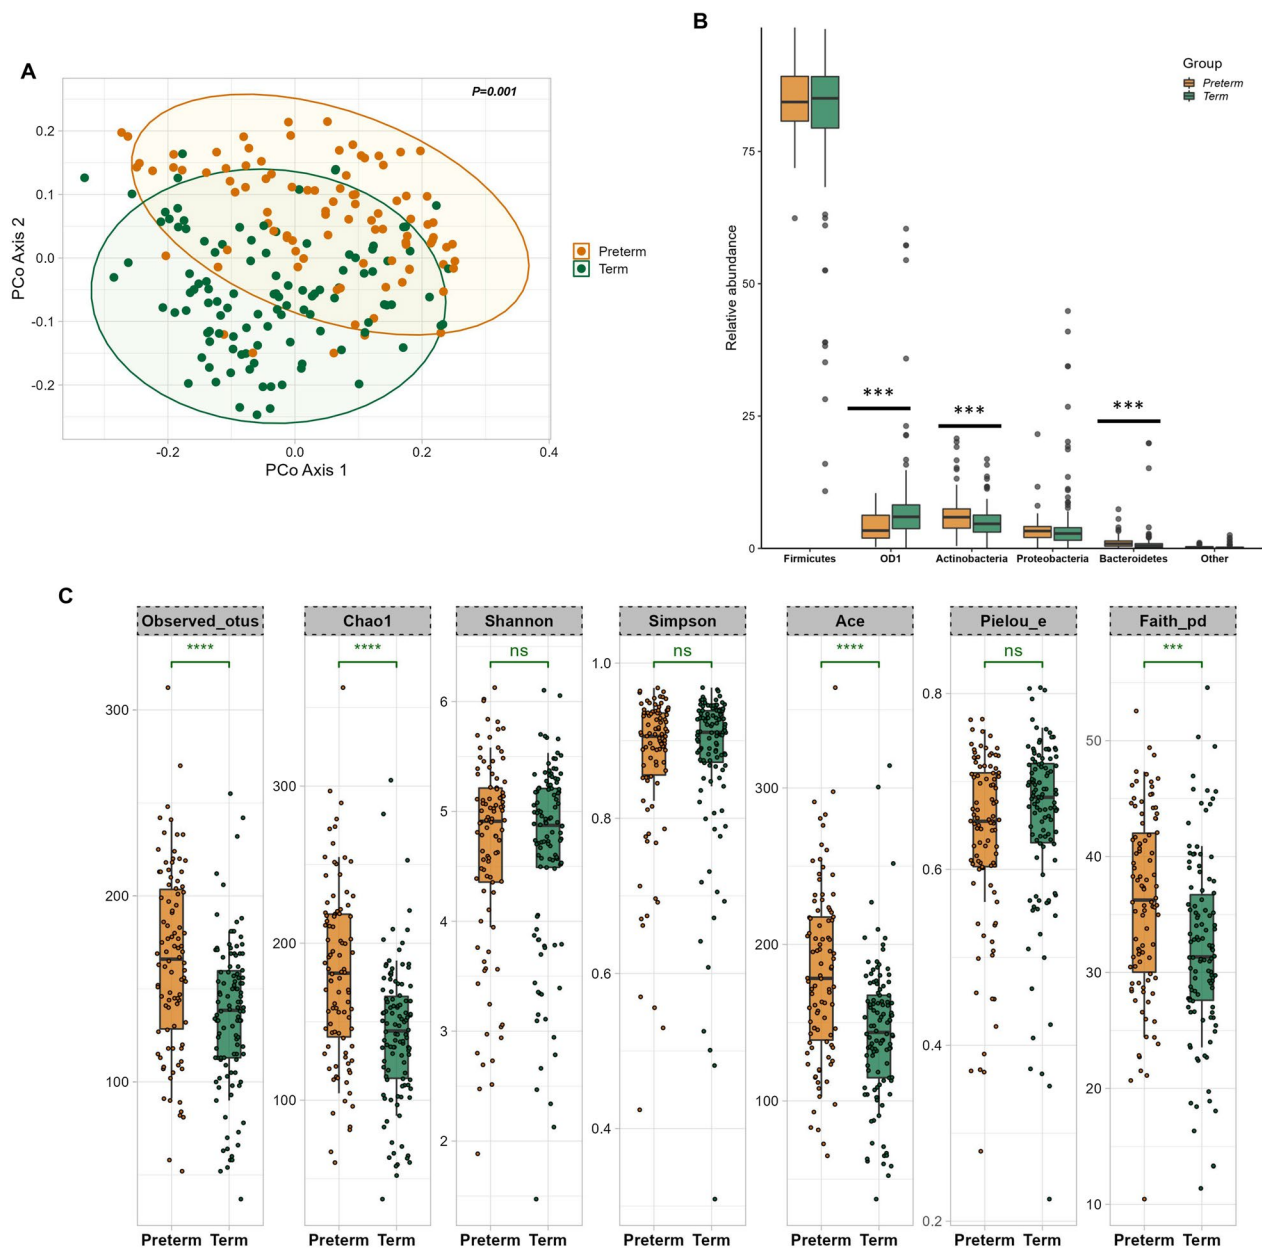 A
P=0.001
0.2
0.1
0.0
-0.1
-0.2
PCo Axis 2
-0.2
0.0
0.2
0.4
PCo Axis 1
Preterm
Term
B
Group
Preterm
Term
75
50
25
0
Relative abundance
***
***
***
Firmicutes
OD1
Actinobacteria
Proteobacteria
Bacteroidetes
Other
C
Observed_otus
****
300
200
100
Preterm Term
Chao1
****
300
200
100
Preterm Term
Shannon
ns
6
5
4
3
2
Preterm Term
Simpson
ns
1.0
0.8
0.6
0.4
Preterm Term
Ace
****
300
200
100
Preterm Term
Pielou_e
ns
0.8
0.6
0.4
0.2
Preterm Term
Faith_pd
***
50
40
30
20
10
Preterm Term